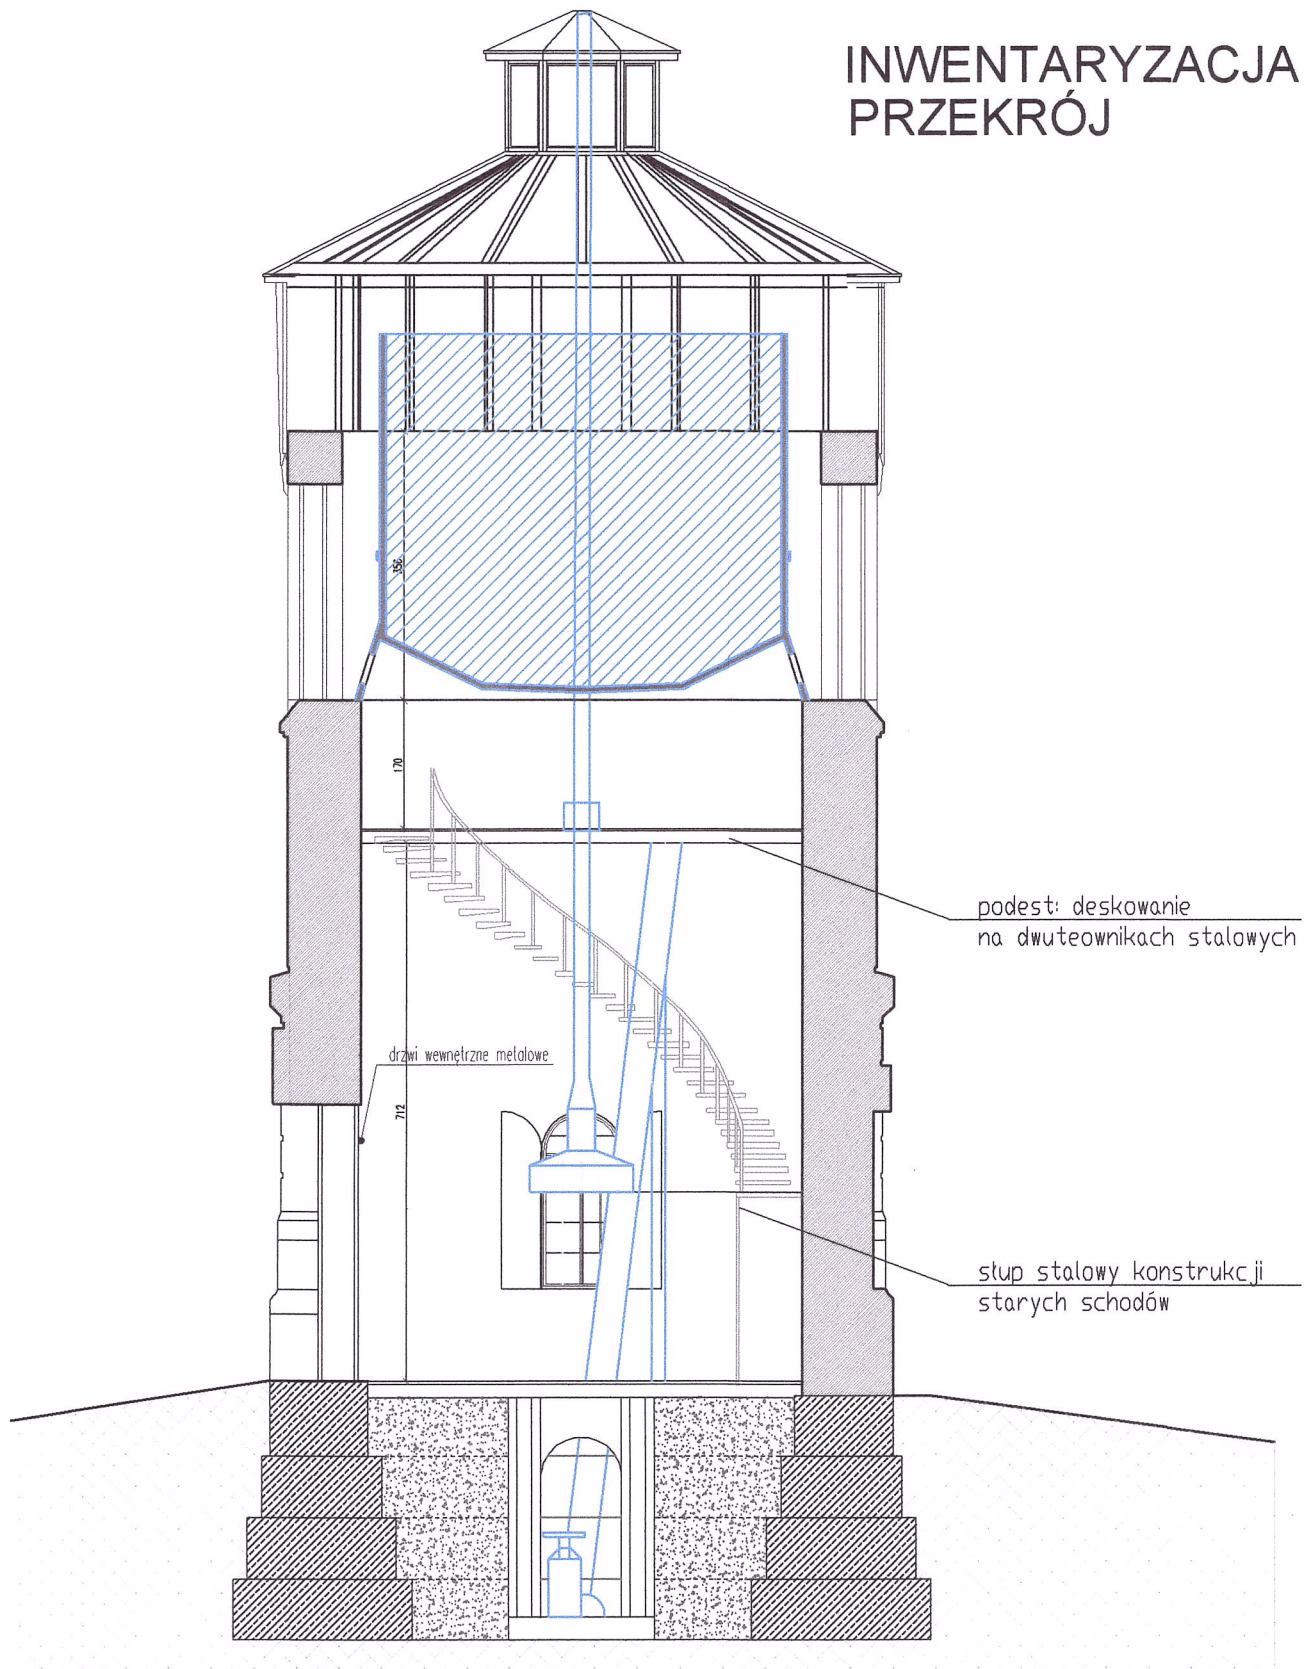 INWENTARYZACJA
PRZEKRÓJ
356
170
podest: deskowanie
na dwuteownikach stalowych
drzwi wewnętrzne metalowe
712
słup stalowy konstrukcji
starych schodów